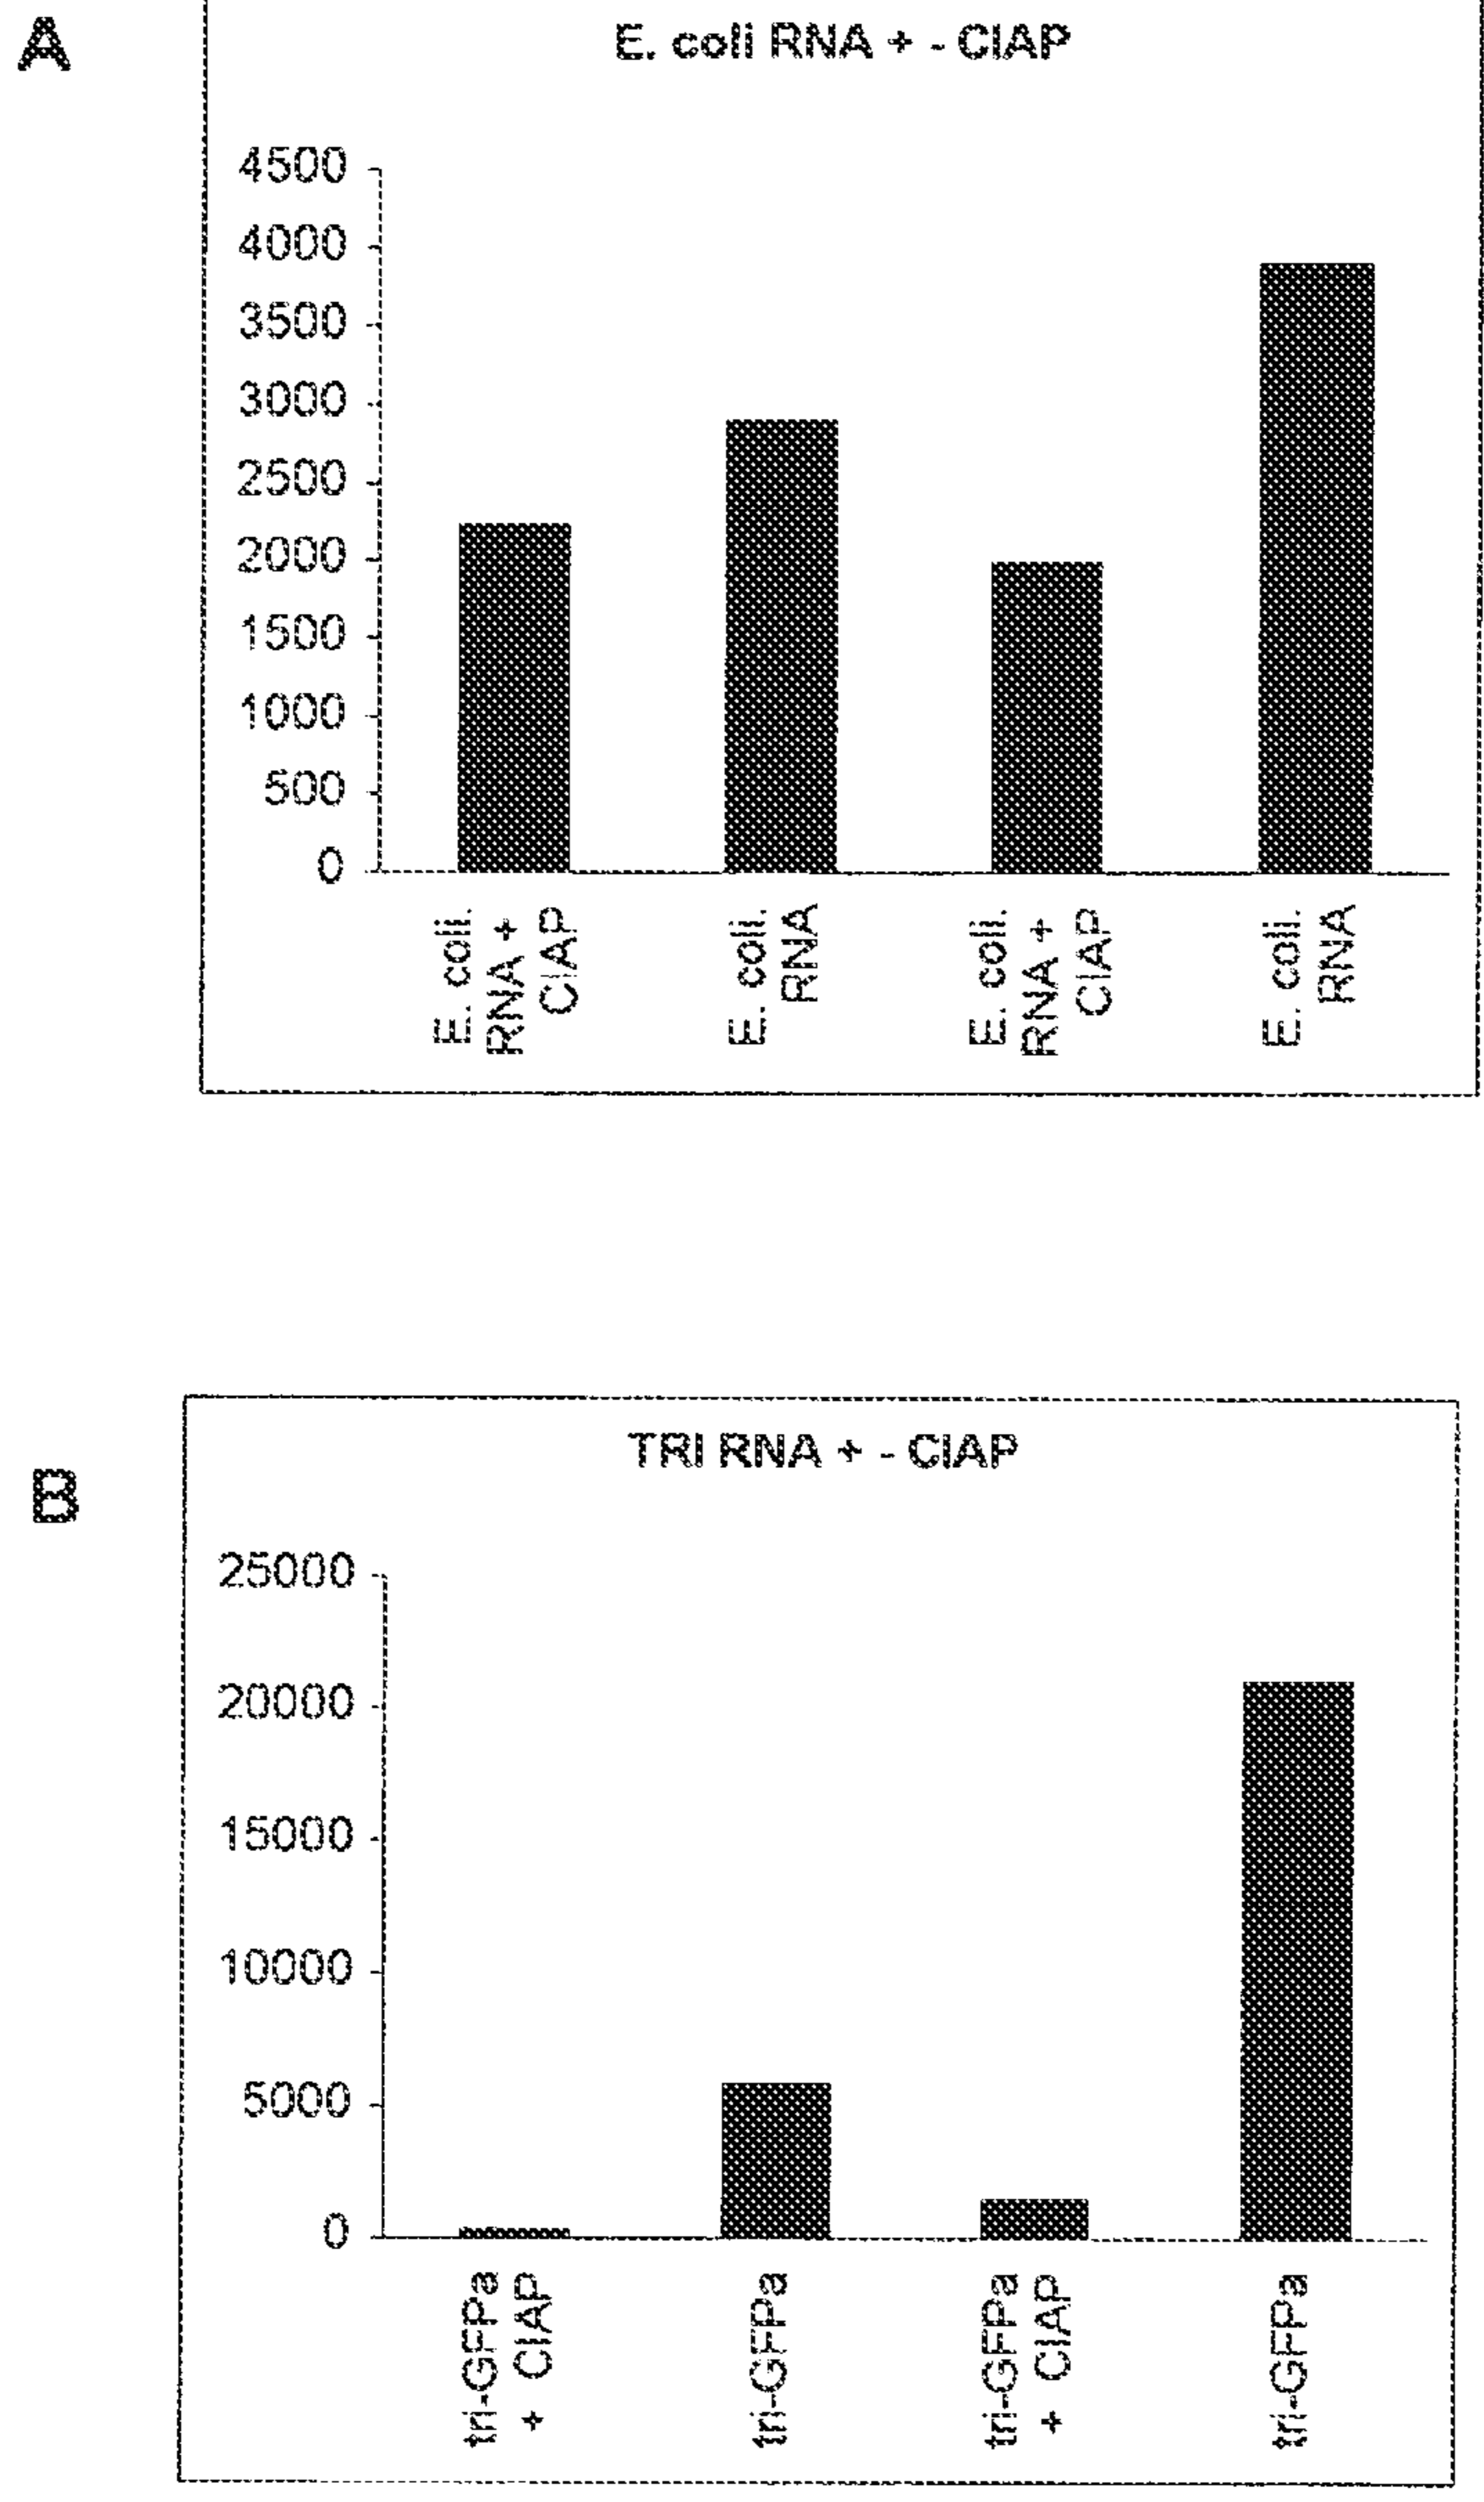 A
E. coli RNA + - CIAP
4500
4000
3500
3000
2500
2000
1500
1000
500
0
E. coli.
RNA +
CIAP
E. coli.
RNA
E. coli.
RNA +
CIAP
E. coli.
RNA
B
TRI RNA + - CIAP
25000
20000
15000
10000
5000
0
tri-GFPa
+ CIAP
tri-GFPa
tri-GFPa
+ CIAP
tri-GFPa